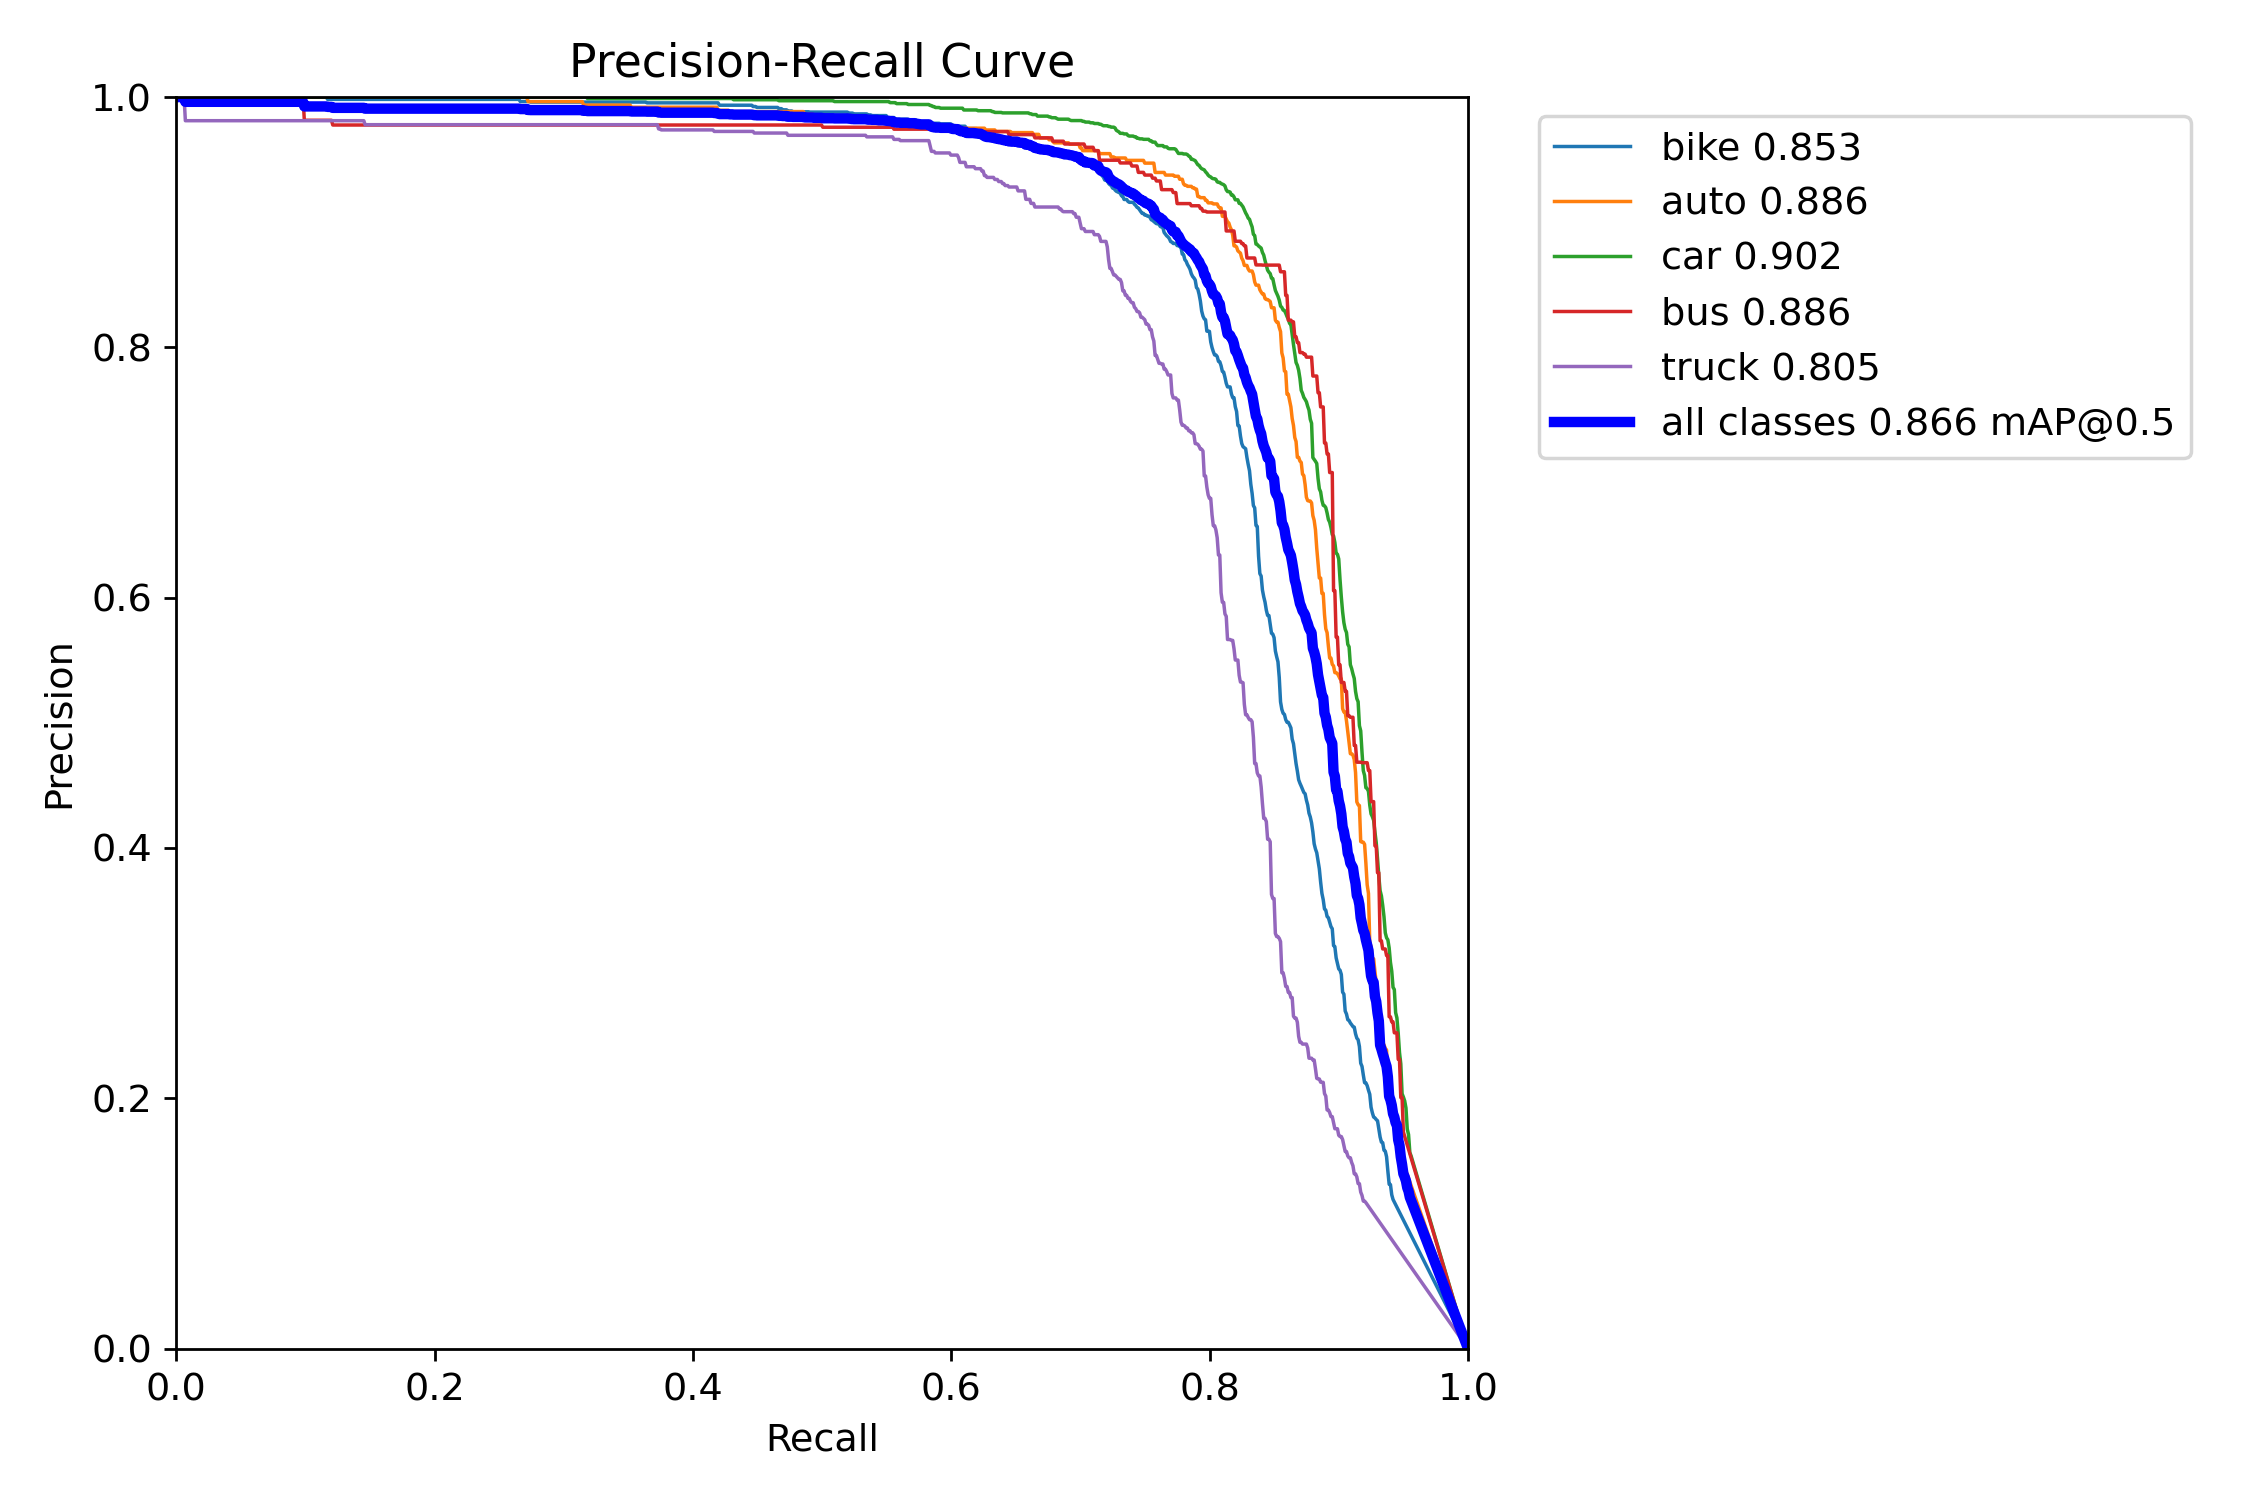 Precision-Recall Curve
1.0
0.8
0.6
0.4
0.2
0.0
Precision
0.0 0.2 0.4 0.6 0.8 1.0
Recall
bike 0.853
auto 0.886
car 0.902
bus 0.886
truck 0.805
all classes 0.866 mAP@0.5